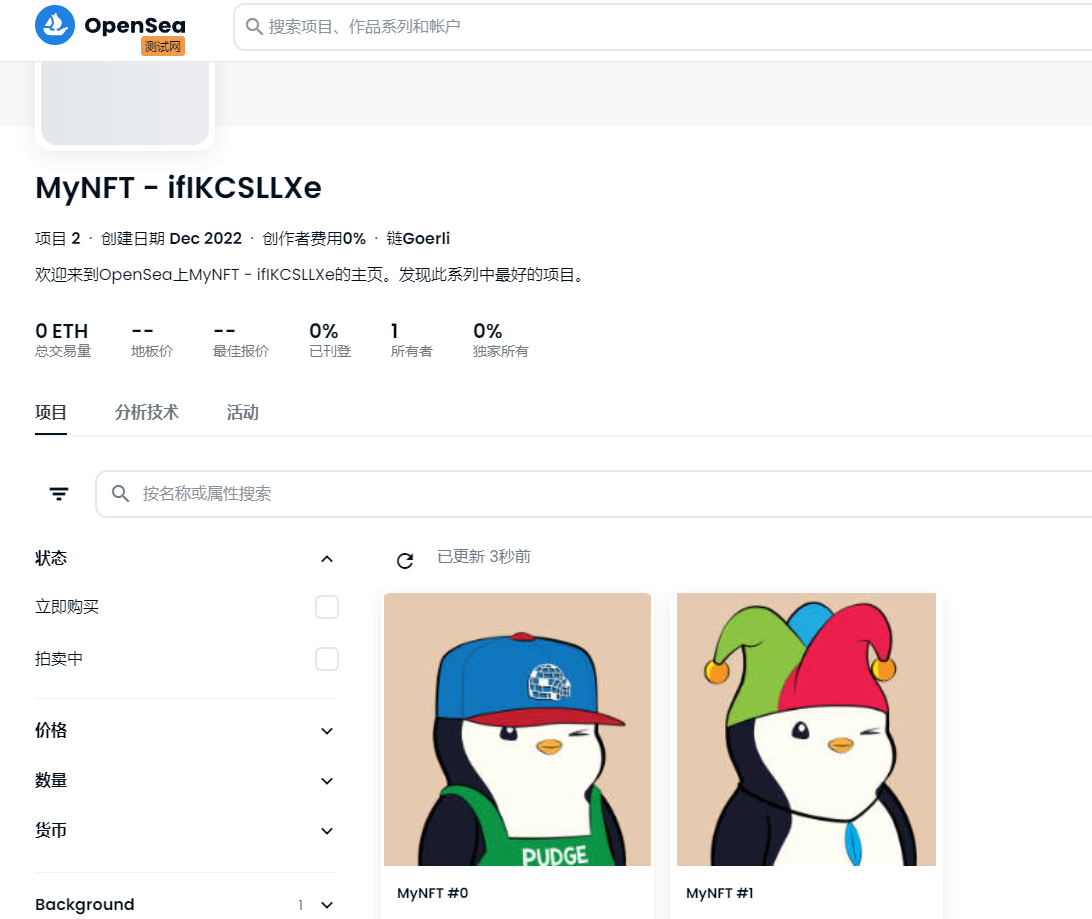 OpenSea
测试网
搜索项目、作品系列和帐户
MyNFT - ifIKCSLLXe
项目 2 · 创建日期 Dec 2022 · 创作者费用0% · 链Goerli
欢迎来到OpenSea上MyNFT - ifIKCSLLXe的主页。发现此系列中最好的项目。
0 ETH -- -- 0% 1 0%
总交易量 地板价 最佳报价 已刊登 所有者 独家所有
项目 分析技术 活动
按名称或属性搜索
状态
已更新 3秒前
立即购买
拍卖中
价格
数量
货币
PUDGE
MyNFT #0 MyNFT #1
Background 1